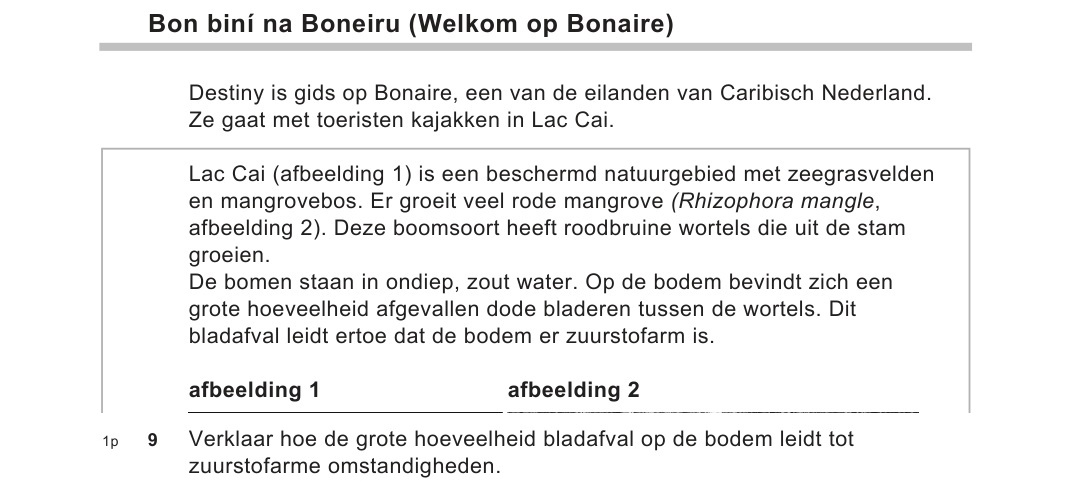 Bon biní na Boneiru (Welkom op Bonaire)
Destiny is gids op Bonaire, een van de eilanden van Caribisch Nederland.
Ze gaat met toeristen kajakken in Lac Cai.
Lac Cai (afbeelding 1) is een beschermd natuurgebied met zeegrasvelden
en mangrovebos. Er groeit veel rode mangrove (Rhizophora mangle,
afbeelding 2). Deze boomsoort heeft roodbruine wortels die uit de stam
groeien.
De bomen staan in ondiep, zout water. Op de bodem bevindt zich een
grote hoeveelheid afgevallen dode bladeren tussen de wortels. Dit
bladafval leidt ertoe dat de bodem er zuurstofarm is.
afbeelding 1 afbeelding 2
1p 9 Verklaar hoe de grote hoeveelheid bladafval op de bodem leidt tot
zuurstofarme omstandigheden.